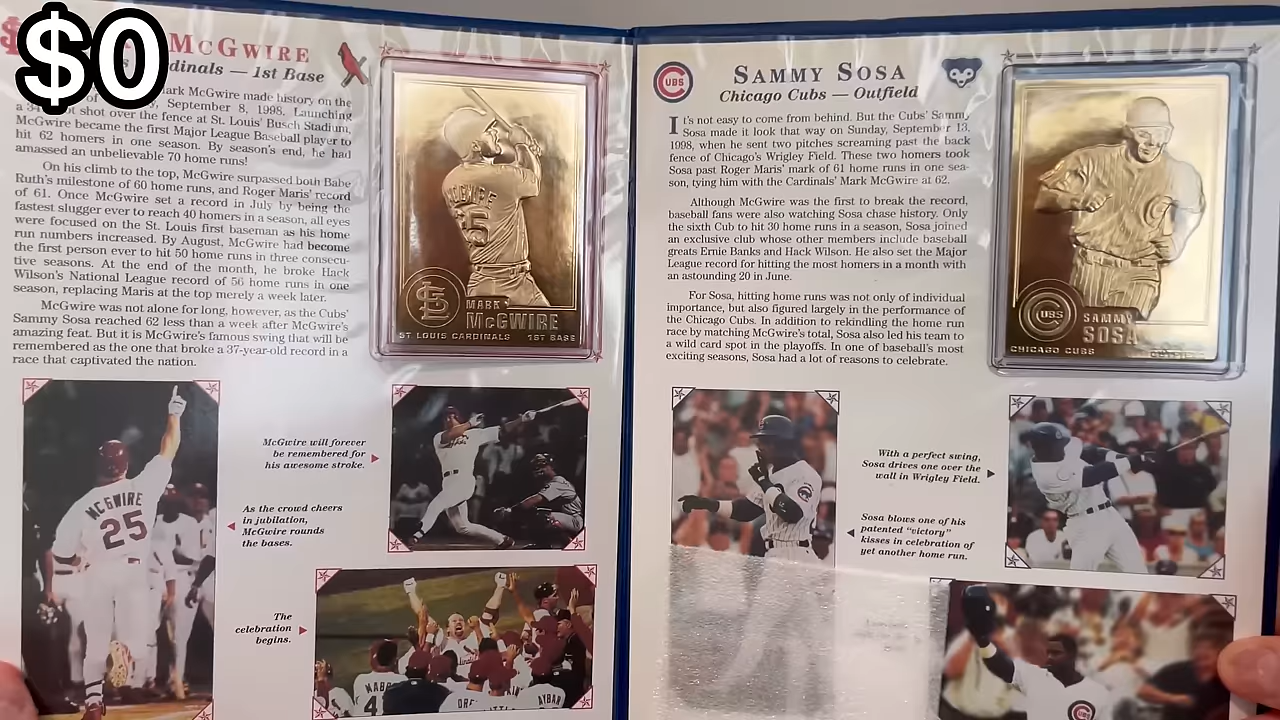 $0
McGWIRE
dinals — 1st Base
ark McGwire made history on the
of September 8, 1998. Launching
a shot over the fence at St. Louis' Busch Stadium,
McGwire became the first Major League Baseball player to
hit 62 homers in one season. By season's end, he had
amassed an unbelievable 70 home runs!
On his climb to the top, McGwire surpassed both Babe
Ruth's milestone of 60 home runs, and Roger Maris' record
of 61. Once McGwire set a record in July by being the
fastest slugger ever to reach 40 homers in a season, all eyes
were focused on the St. Louis first baseman as his home
run numbers increased. By August, McGwire had become
the first person ever to hit 50 home runs in three consecu-
tive seasons. At the end of the month, he broke Hack
Wilson's National League record of 56 home runs in one
season, replacing Maris at the top merely a week later.
McGwire was not alone for long, however, as the Cubs'
Sammy Sosa reached 62 less than a week after McGwire's
amazing feat. But it is McGwire's famous swing that will be
remembered as the one that broke a 37-year-old record in a
race that captivated the nation.
McGWIRE
25
STL
MARK
McGWIRE
ST LOUIS CARDINALS 1ST BASE
McGwire will forever
be remembered for
his awesome stroke.
As the crowd cheers
in jubilation,
McGwire rounds
the bases.
The
celebration
begins.
McGWIRE
25
MABR
4
AYBAR
CUBS
SAMMY SOSA
Chicago Cubs — Outfield
It's not easy to come from behind. But the Cubs' Sammy
Sosa made it look that way on Sunday, September 13,
1998, when he sent two pitches screaming past the back
fence of Chicago's Wrigley Field. These two homers took
Sosa past Roger Maris' mark of 61 home runs in one sea-
son, tying him with the Cardinals' Mark McGwire at 62.
Although McGwire was the first to break the record,
baseball fans were also watching Sosa chase history. Only
the sixth Cub to hit 30 home runs in a season, Sosa joined
an exclusive club whose other members include baseball
greats Ernie Banks and Hack Wilson. He also set the Major
League record for hitting the most homers in a month with
an astounding 20 in June.
For Sosa, hitting home runs was not only of individual
importance, but also figured largely in the performance of
the Chicago Cubs. In addition to rekindling the home run
race by matching McGwire's total, Sosa also led his team to
a wild card spot in the playoffs. In one of baseball's most
exciting seasons, Sosa had a lot of reasons to celebrate.
CUBS
SAMMY
SOSA
CHICAGO CUBS
With a perfect swing,
Sosa drives one over the
wall in Wrigley Field.
Sosa blows one of his
patented "victory"
kisses in celebration of
yet another home run.
CUBS